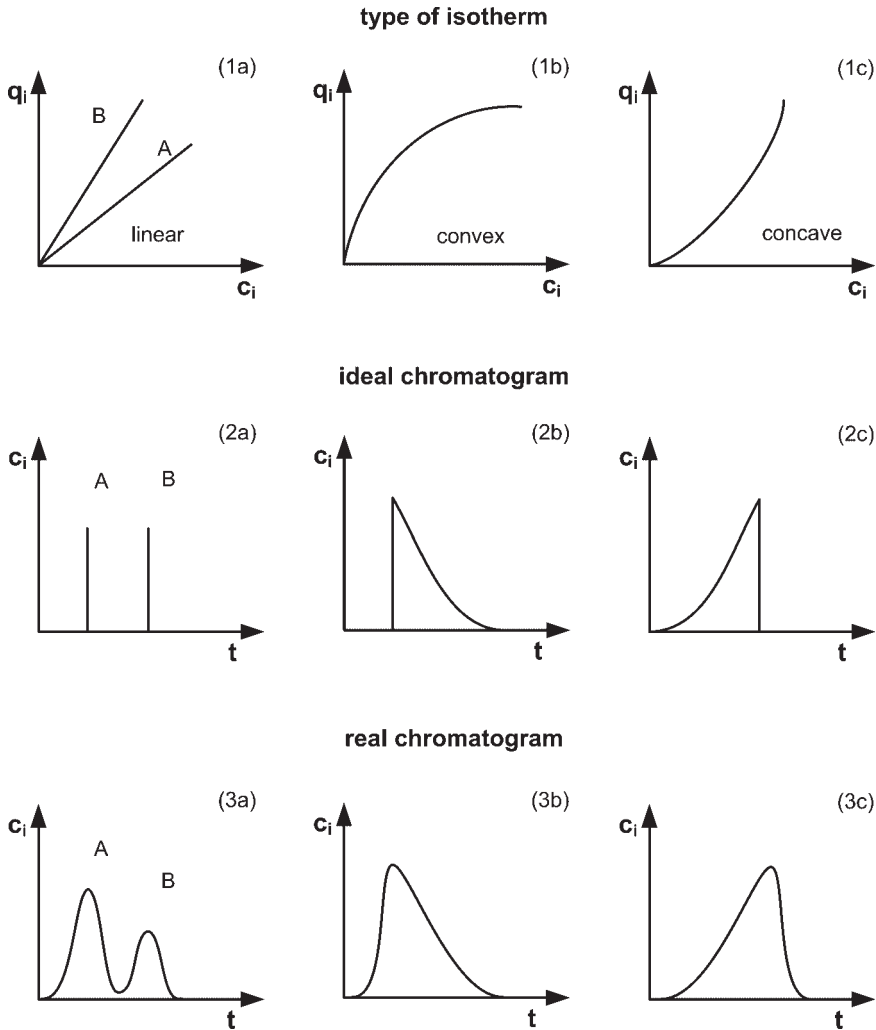 type of isotherm
(1a) (1b) (1c)
qi qi qi
B
A
linear convex concave
ci ci ci
ideal chromatogram
(2a) (2b) (2c)
ci ci ci
A B
t t t
real chromatogram
(3a) (3b) (3c)
ci ci ci
A
B
t t t